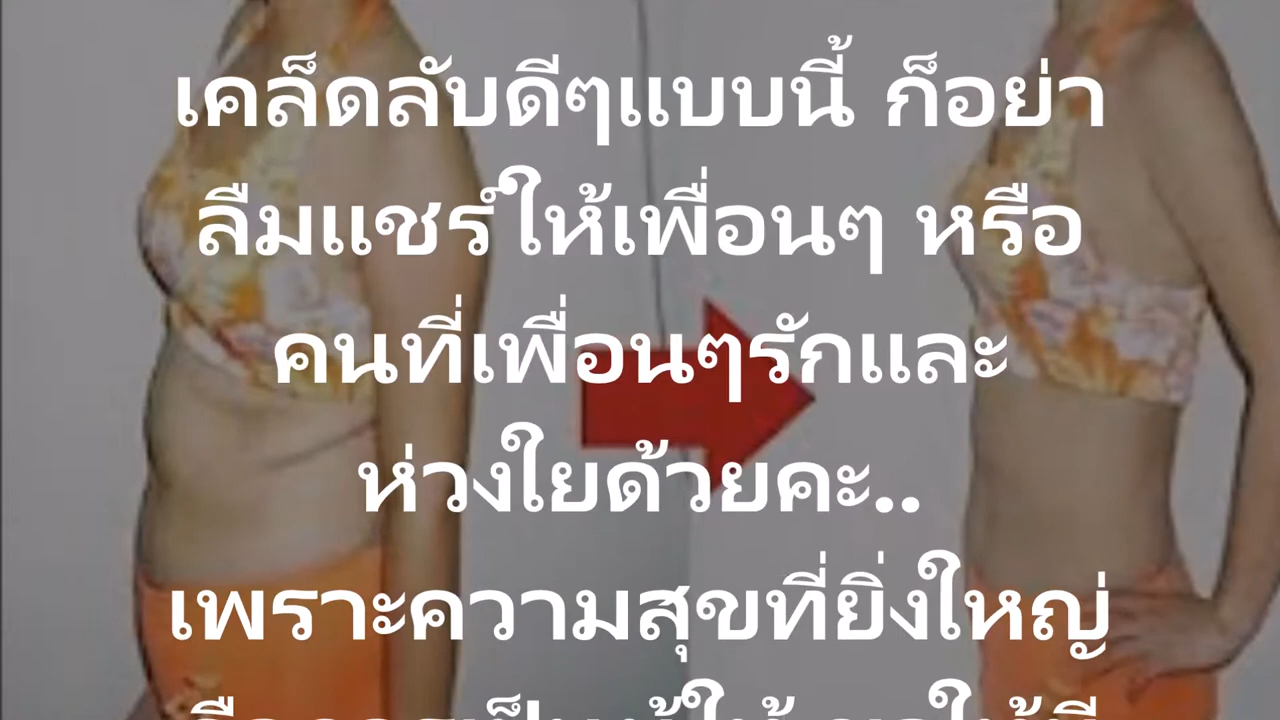 เคล็ดลับดีๆแบบนี้ ก็อย่า
ลืมแชร์ให้เพื่อนๆ หรือ
คนที่เพื่อนๆรักและ
ห่วงใยด้วยคะ..
เพราะความสุขที่ยิ่งใหญ่